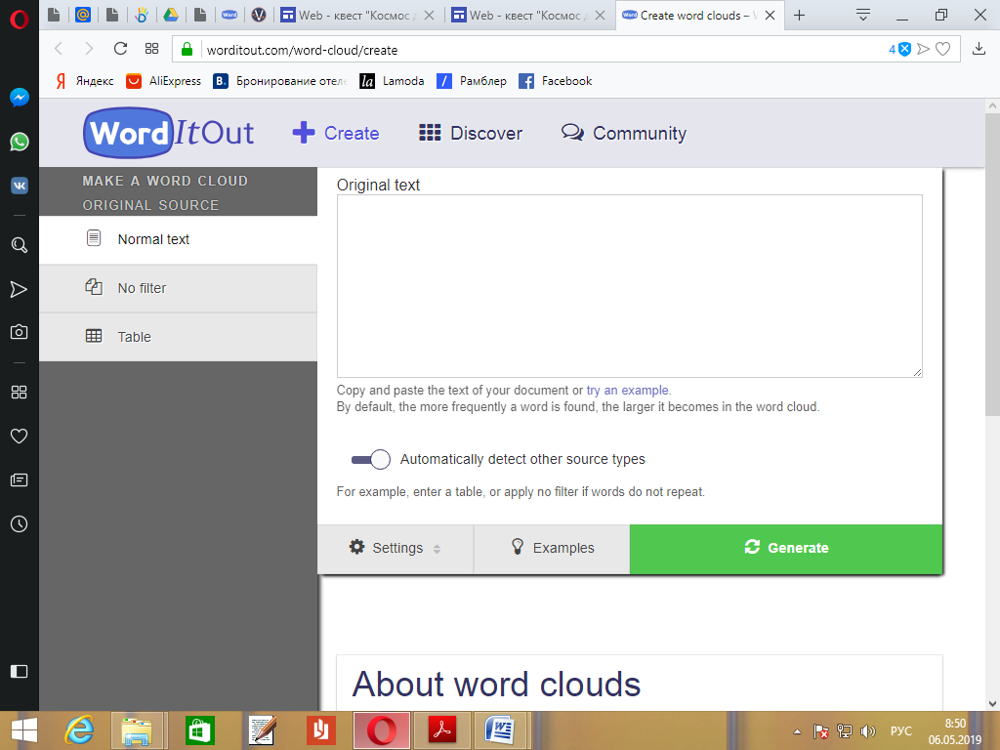 Word
Web - квест "Космос д
Web - квест "Космос д
Word
Create word clouds –
worditout.com/word-cloud/create
4
Я Яндекс
AliExpress
B. Бронирование отеле
la Lamoda
Рамблер
Facebook
WordItOut
Create
Discover
Community
MAKE A WORD CLOUD
ORIGINAL SOURCE
Normal text
No filter
Table
Original text
Copy and paste the text of your document or try an example.
By default, the more frequently a word is found, the larger it becomes in the word cloud.
Automatically detect other source types
For example, enter a table, or apply no filter if words do not repeat.
Settings
Examples
Generate
About word clouds
РУС
8:50
06.05.2019